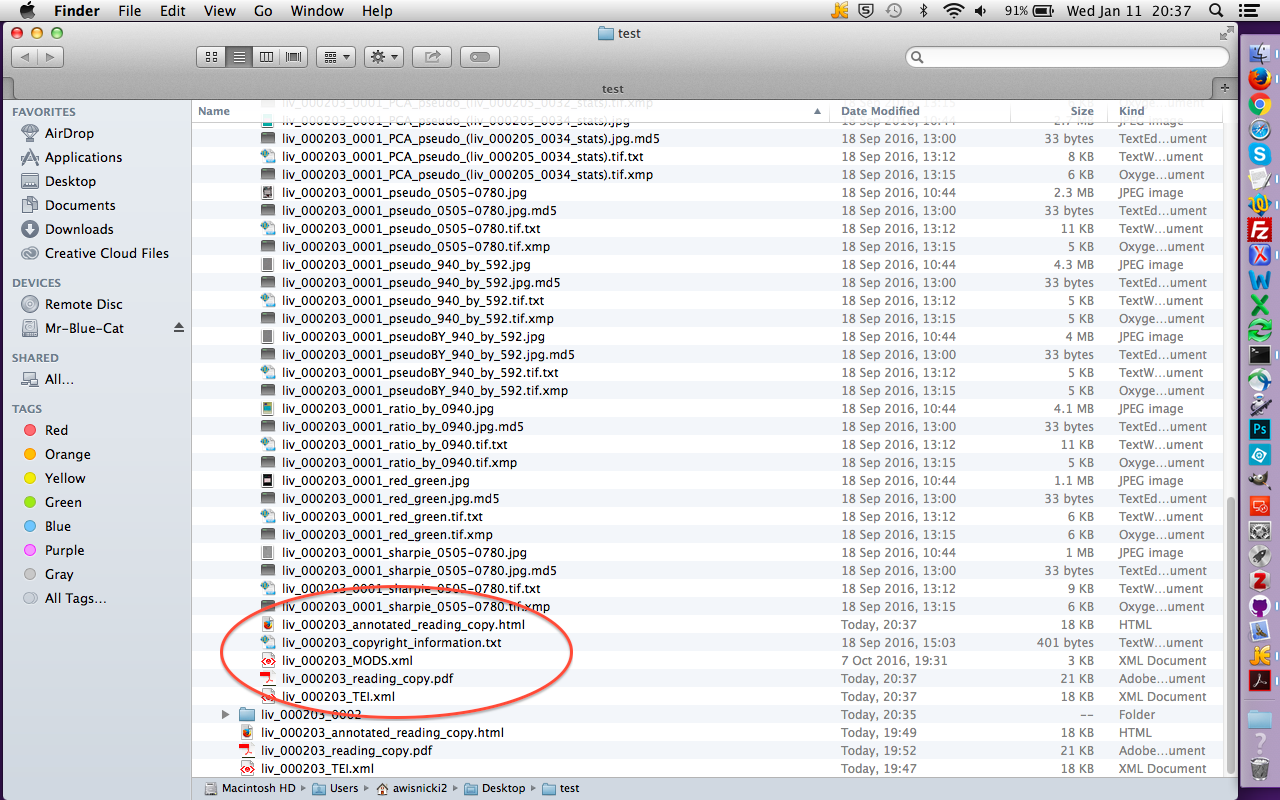 Finder File Edit View Go Window Help 91% Wed Jan 11 20:37
test
test
FAVORITES
AirDrop
Applications
Desktop
Documents
Downloads
Creative Cloud Files
DEVICES
Remote Disc
Mr-Blue-Cat
SHARED
All...
TAGS
Red
Orange
Yellow
Green
Blue
Purple
Gray
All Tags...
Name Date Modified Size Kind
liv_000203_0001_PCA_pseudo_(liv_000205_0032_stats).tif.xmp
liv_000203_0001_PCA_pseudo_(liv_000205_0034_stats).jpg 18 Sep 2016, 10:44 JPEG image
liv_000203_0001_PCA_pseudo_(liv_000205_0034_stats).jpg.md5 18 Sep 2016, 13:00 33 bytes TextEd...ument
liv_000203_0001_PCA_pseudo_(liv_000205_0034_stats).tif.txt 18 Sep 2016, 13:12 8 KB TextW...ument
liv_000203_0001_PCA_pseudo_(liv_000205_0034_stats).tif.xmp 18 Sep 2016, 13:15 6 KB Oxyge...ument
liv_000203_0001_pseudo_0505-0780.jpg 18 Sep 2016, 10:44 2.3 MB JPEG image
liv_000203_0001_pseudo_0505-0780.jpg.md5 18 Sep 2016, 13:00 33 bytes TextEd...ument
liv_000203_0001_pseudo_0505-0780.tif.txt 18 Sep 2016, 13:12 11 KB TextW...ument
liv_000203_0001_pseudo_0505-0780.tif.xmp 18 Sep 2016, 13:15 5 KB Oxyge...ument
liv_000203_0001_pseudo_940_by_592.jpg 18 Sep 2016, 10:44 4.3 MB JPEG image
liv_000203_0001_pseudo_940_by_592.jpg.md5 18 Sep 2016, 13:00 33 bytes TextEd...ument
liv_000203_0001_pseudo_940_by_592.tif.txt 18 Sep 2016, 13:12 5 KB TextW...ument
liv_000203_0001_pseudo_940_by_592.tif.xmp 18 Sep 2016, 13:15 5 KB Oxyge...ument
liv_000203_0001_pseudoBY_940_by_592.jpg 18 Sep 2016, 10:44 4 MB JPEG image
liv_000203_0001_pseudoBY_940_by_592.jpg.md5 18 Sep 2016, 13:00 33 bytes TextEd...ument
liv_000203_0001_pseudoBY_940_by_592.tif.txt 18 Sep 2016, 13:12 5 KB TextW...ument
liv_000203_0001_pseudoBY_940_by_592.tif.xmp 18 Sep 2016, 13:15 5 KB Oxyge...ument
liv_000203_0001_ratio_by_0940.jpg 18 Sep 2016, 10:44 4.1 MB JPEG image
liv_000203_0001_ratio_by_0940.jpg.md5 18 Sep 2016, 13:00 33 bytes TextEd...ument
liv_000203_0001_ratio_by_0940.tif.txt 18 Sep 2016, 13:12 11 KB TextW...ument
liv_000203_0001_ratio_by_0940.tif.xmp 18 Sep 2016, 13:15 5 KB Oxyge...ument
liv_000203_0001_red_green.jpg 18 Sep 2016, 10:44 1.1 MB JPEG image
liv_000203_0001_red_green.jpg.md5 18 Sep 2016, 13:00 33 bytes TextEd...ument
liv_000203_0001_red_green.tif.txt 18 Sep 2016, 13:12 6 KB TextW...ument
liv_000203_0001_red_green.tif.xmp 18 Sep 2016, 13:15 6 KB Oxyge...ument
liv_000203_0001_sharpie_0505-0780.jpg 18 Sep 2016, 10:44 1 MB JPEG image
liv_000203_0001_sharpie_0505-0780.jpg.md5 18 Sep 2016, 13:00 33 bytes TextEd...ument
liv_000203_0001_sharpie_0505-0780.tif.txt 18 Sep 2016, 13:12 9 KB TextW...ument
liv_000203_0001_sharpie_0505-0780.tif.xmp 18 Sep 2016, 13:15 6 KB Oxyge...ument
liv_000203_annotated_reading_copy.html Today, 20:37 18 KB HTML
liv_000203_copyright_information.txt 18 Sep 2016, 15:03 401 bytes TextW...ument
liv_000203_MODS.xml 7 Oct 2016, 19:31 3 KB XML Document
liv_000203_reading_copy.pdf Today, 20:37 21 KB Adobe...ument
liv_000203_TEI.xml Today, 20:37 18 KB XML Document
liv_000203_0002 Today, 20:35 -- Folder
liv_000203_annotated_reading_copy.html Today, 19:49 18 KB HTML
liv_000203_reading_copy.pdf Today, 19:52 21 KB Adobe...ument
liv_000203_TEI.xml Today, 19:47 18 KB XML Document
Macintosh HD Users awisnicki2 Desktop test